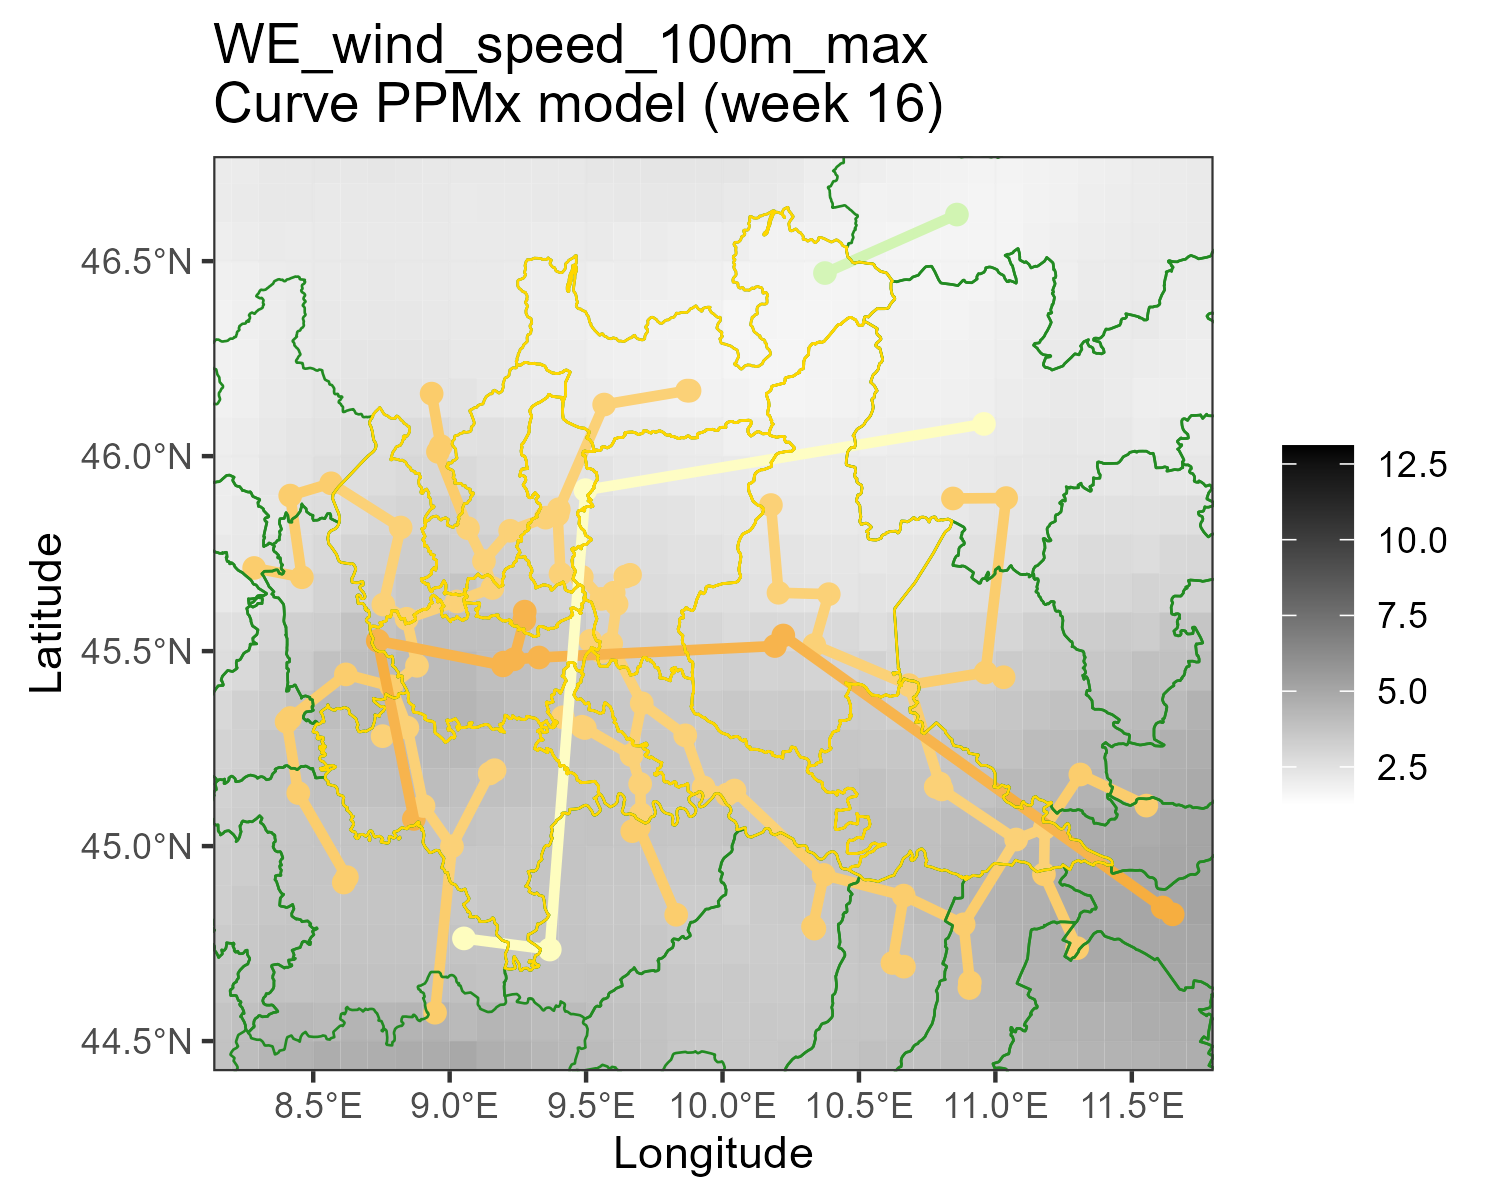 WE_wind_speed_100m_max
Curve PPMx model (week 16)
46.5°N
46.0°N
45.5°N
45.0°N
44.5°N
Latitude
8.5°E 9.0°E 9.5°E 10.0°E 10.5°E 11.0°E 11.5°E
Longitude
12.5
10.0
7.5
5.0
2.5